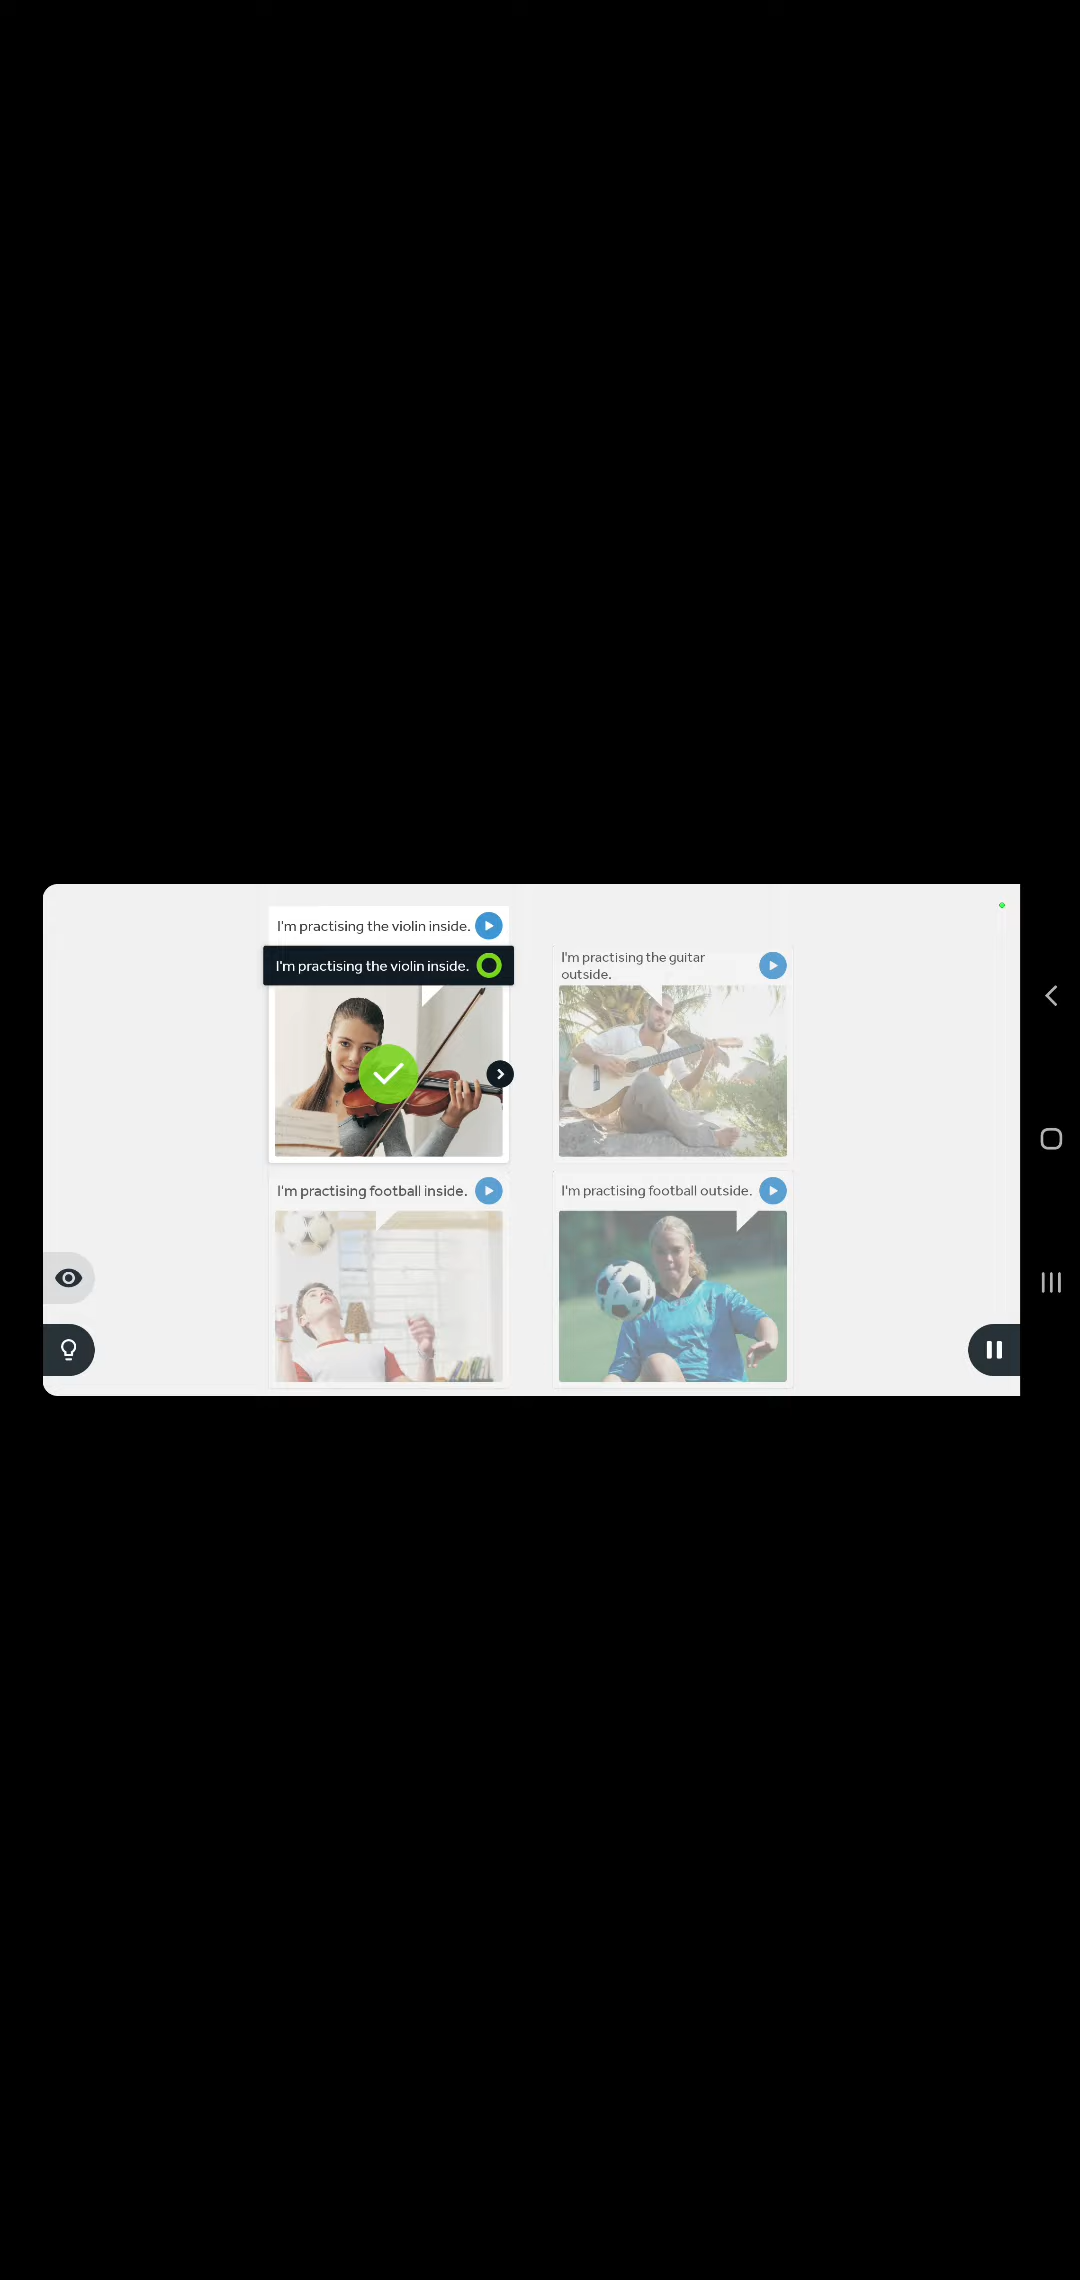 I'm practising the violin inside.
I'm practising the violin inside.
I'm practising the guitar
outside.
I'm practising football inside.
I'm practising football outside.